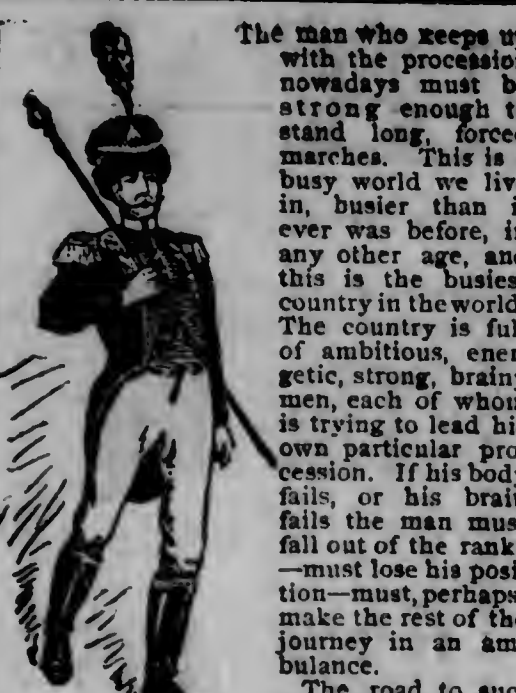 The man who keeps u
with the procession
nowadays must b
strong enough t
stand long, forced
marches. This is
busy world we liv
in, busier than i
ever was before, i
any other age, and
this is the busies
country in the world
The country is ful
of ambitious, ener
getic, strong, brainy
men, each of whom
is trying to lead hi
own particular pro
cession. If his body
fails, or his brain
fails the man mus
fall out of the rank
—must lose his posi
tion—must, perhaps
make the rest of the
journey in an am
bulance.
The road to suc